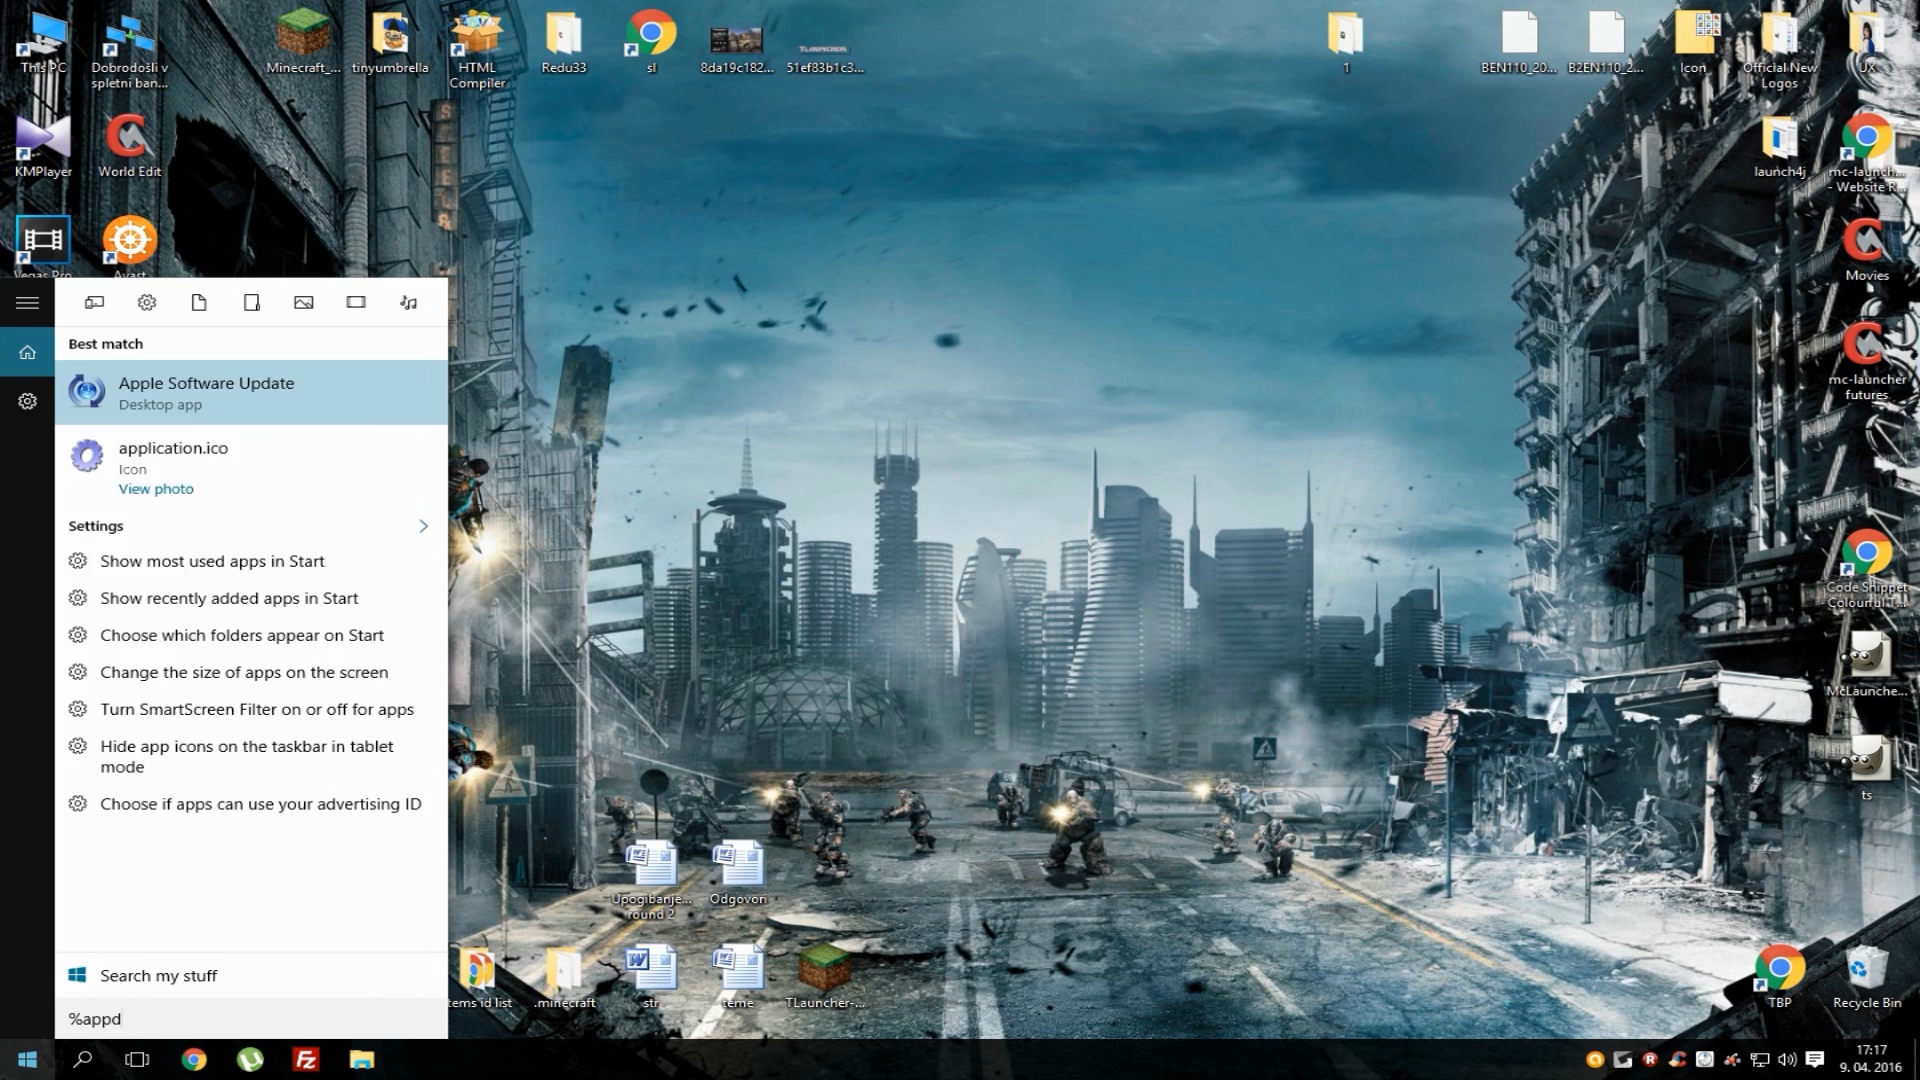 This PC
Dobrodošli v
spletni ban...
Minecraft_...
tinyumbrella
HTML
Compiler
Redu33
sl
8da19c182...
51ef83b1c3...
1
BEN110_20...
B2EN110_2...
Icon
Official New
Logos
UX
KMPlayer
World Edit
launch4j
mc-launch...
- Website R...
Vegas Pro
Avast
Movies
mc-launcher
futures
Code Snippet
- Colourful T...
McLaunche...
ts
Best match
Apple Software Update
Desktop app
application.ico
Icon
View photo
Settings
Show most used apps in Start
Show recently added apps in Start
Choose which folders appear on Start
Change the size of apps on the screen
Turn SmartScreen Filter on or off for apps
Hide app icons on the taskbar in tablet
mode
Choose if apps can use your advertising ID
Search my stuff
%appd
Upogibanje...
round 2
Odgovori
tems id list
.minecraft
str
teme
TLauncher-...
TBP
Recycle Bin
17:17
9. 04. 2016